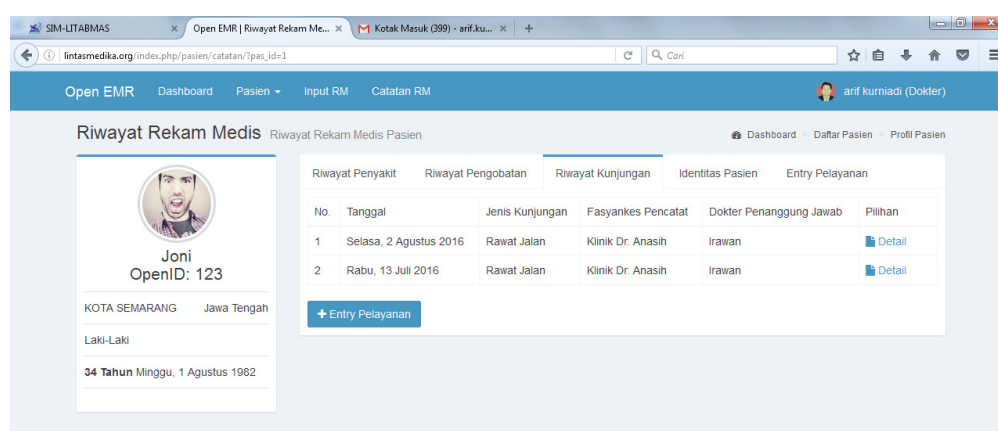 SIM-LITABMAS × Open EMR | Riwayat Rekam Me... × Kotak Masuk (399) - arif.ku... × +
lintasmedika.org/index.php/pasien/catatan/?pas_id=1 Cari
Open EMR Dashboard Pasien Input RM Catatan RM arif kurniadi (Dokter)
Riwayat Rekam Medis Riwayat Rekam Medis Pasien Dashboard Daftar Pasien Profil Pasien
Riwayat Penyakit Riwayat Pengobatan Riwayat Kunjungan Identitas Pasien Entry Pelayanan
No. Tanggal Jenis Kunjungan Fasyankes Pencatat Dokter Penanggung Jawab Pilihan
1 Selasa, 2 Agustus 2016 Rawat Jalan Klinik Dr. Anasih Irawan Detail
2 Rabu, 13 Juli 2016 Rawat Jalan Klinik Dr. Anasih Irawan Detail
+ Entry Pelayanan
Joni
OpenID: 123
KOTA SEMARANG Jawa Tengah
Laki-Laki
34 Tahun Minggu, 1 Agustus 1982